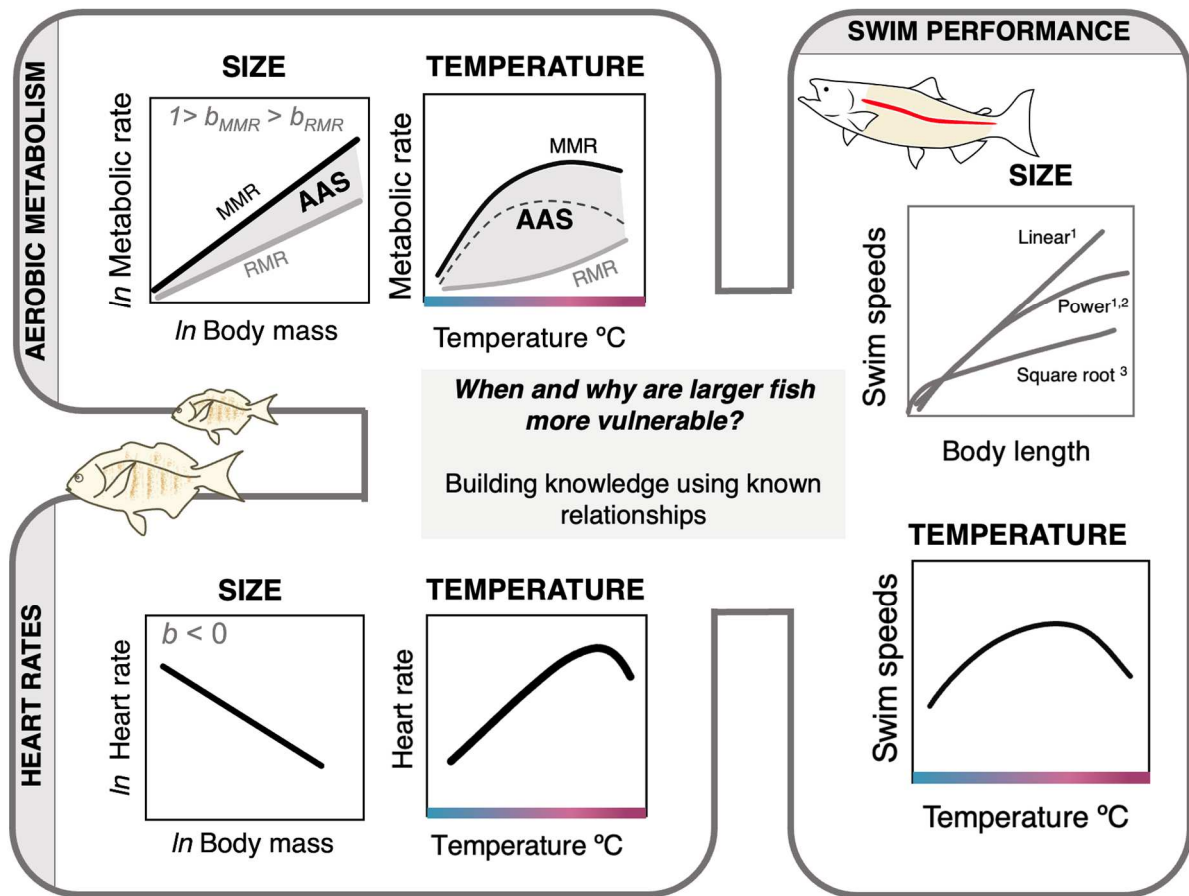 AEROBIC METABOLISM
SIZE
ln Metabolic rate
1> bMMR > bRMR
MMR
AAS
RMR
ln Body mass
TEMPERATURE
Metabolic rate
MMR
AAS
RMR
Temperature ºC
SWIM PERFORMANCE
SIZE
Swim speeds
Linear¹
Power¹,²
Square root ³
Body length
TEMPERATURE
Swim speeds
Temperature ºC
When and why are larger fish
more vulnerable?
Building knowledge using known
relationships
HEART RATES
SIZE
ln Heart rate
b < 0
ln Body mass
TEMPERATURE
Heart rate
Temperature ºC